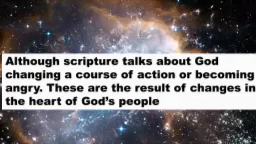 Although scripture talks about God
changing a course of action or becoming
angry. These are the result of changes in
the heart of God's people